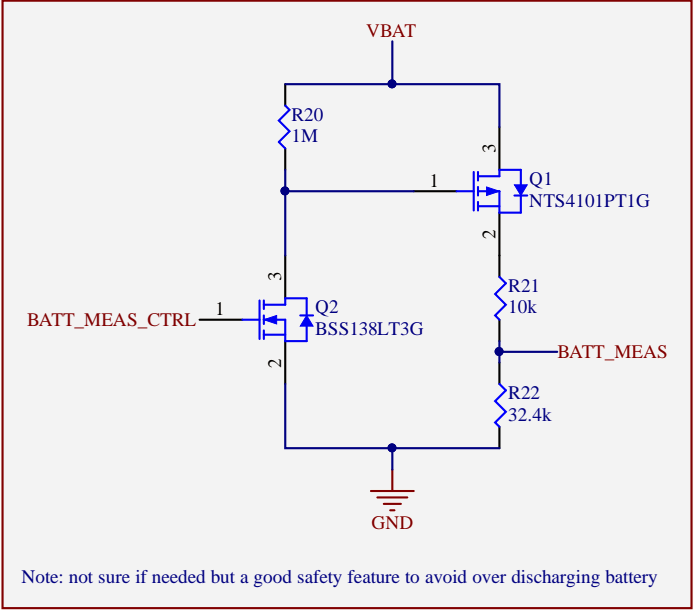 VBAT
R20
1M
3
1
Q1
NTS4101PT1G
2
R21
10k
3
BATT_MEAS_CTRL
1
Q2
BSS138LT3G
2
BATT_MEAS
R22
32.4k
GND
Note: not sure if needed but a good safety feature to avoid over discharging battery